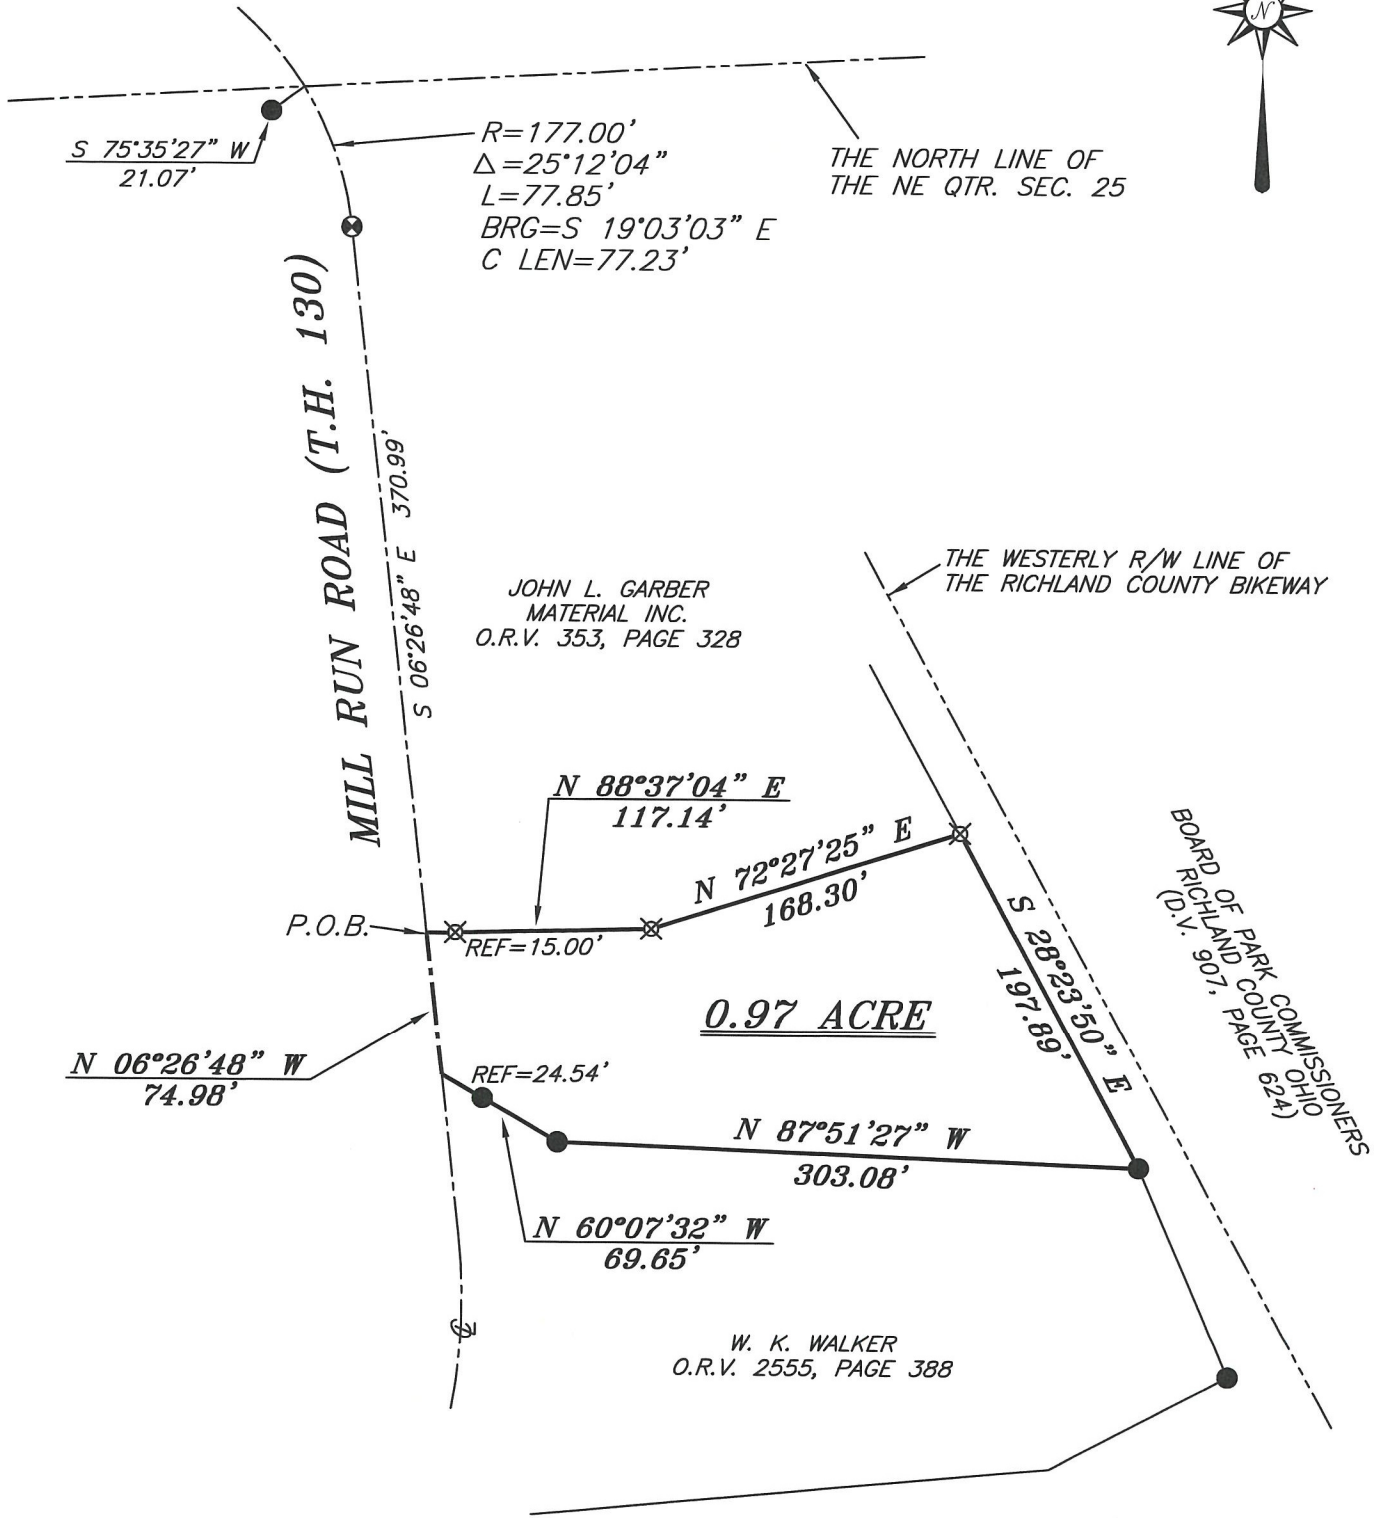 N
S 75°35'27" W
21.07'
R=177.00'
Δ=25°12'04"
L=77.85'
BRG=S 19°03'03" E
C LEN=77.23'
THE NORTH LINE OF
THE NE QTR. SEC. 25
MILL RUN ROAD (T.H. 130)
S 06°26'48" E 370.99'
JOHN L. GARBER
MATERIAL INC.
O.R.V. 353, PAGE 328
THE WESTERLY R/W LINE OF
THE RICHLAND COUNTY BIKEWAY
N 88°37'04" E
117.14'
N 72°27'25" E
168.30'
P.O.B.
REF=15.00'
S 28°23'50" E
197.89'
BOARD OF PARK COMMISSIONERS
RICHLAND COUNTY OHIO
(D.V. 907, PAGE 624)
0.97 ACRE
N 06°26'48" W
74.98'
REF=24.54'
N 87°51'27" W
303.08'
N 60°07'32" W
69.65'
W. K. WALKER
O.R.V. 2555, PAGE 388